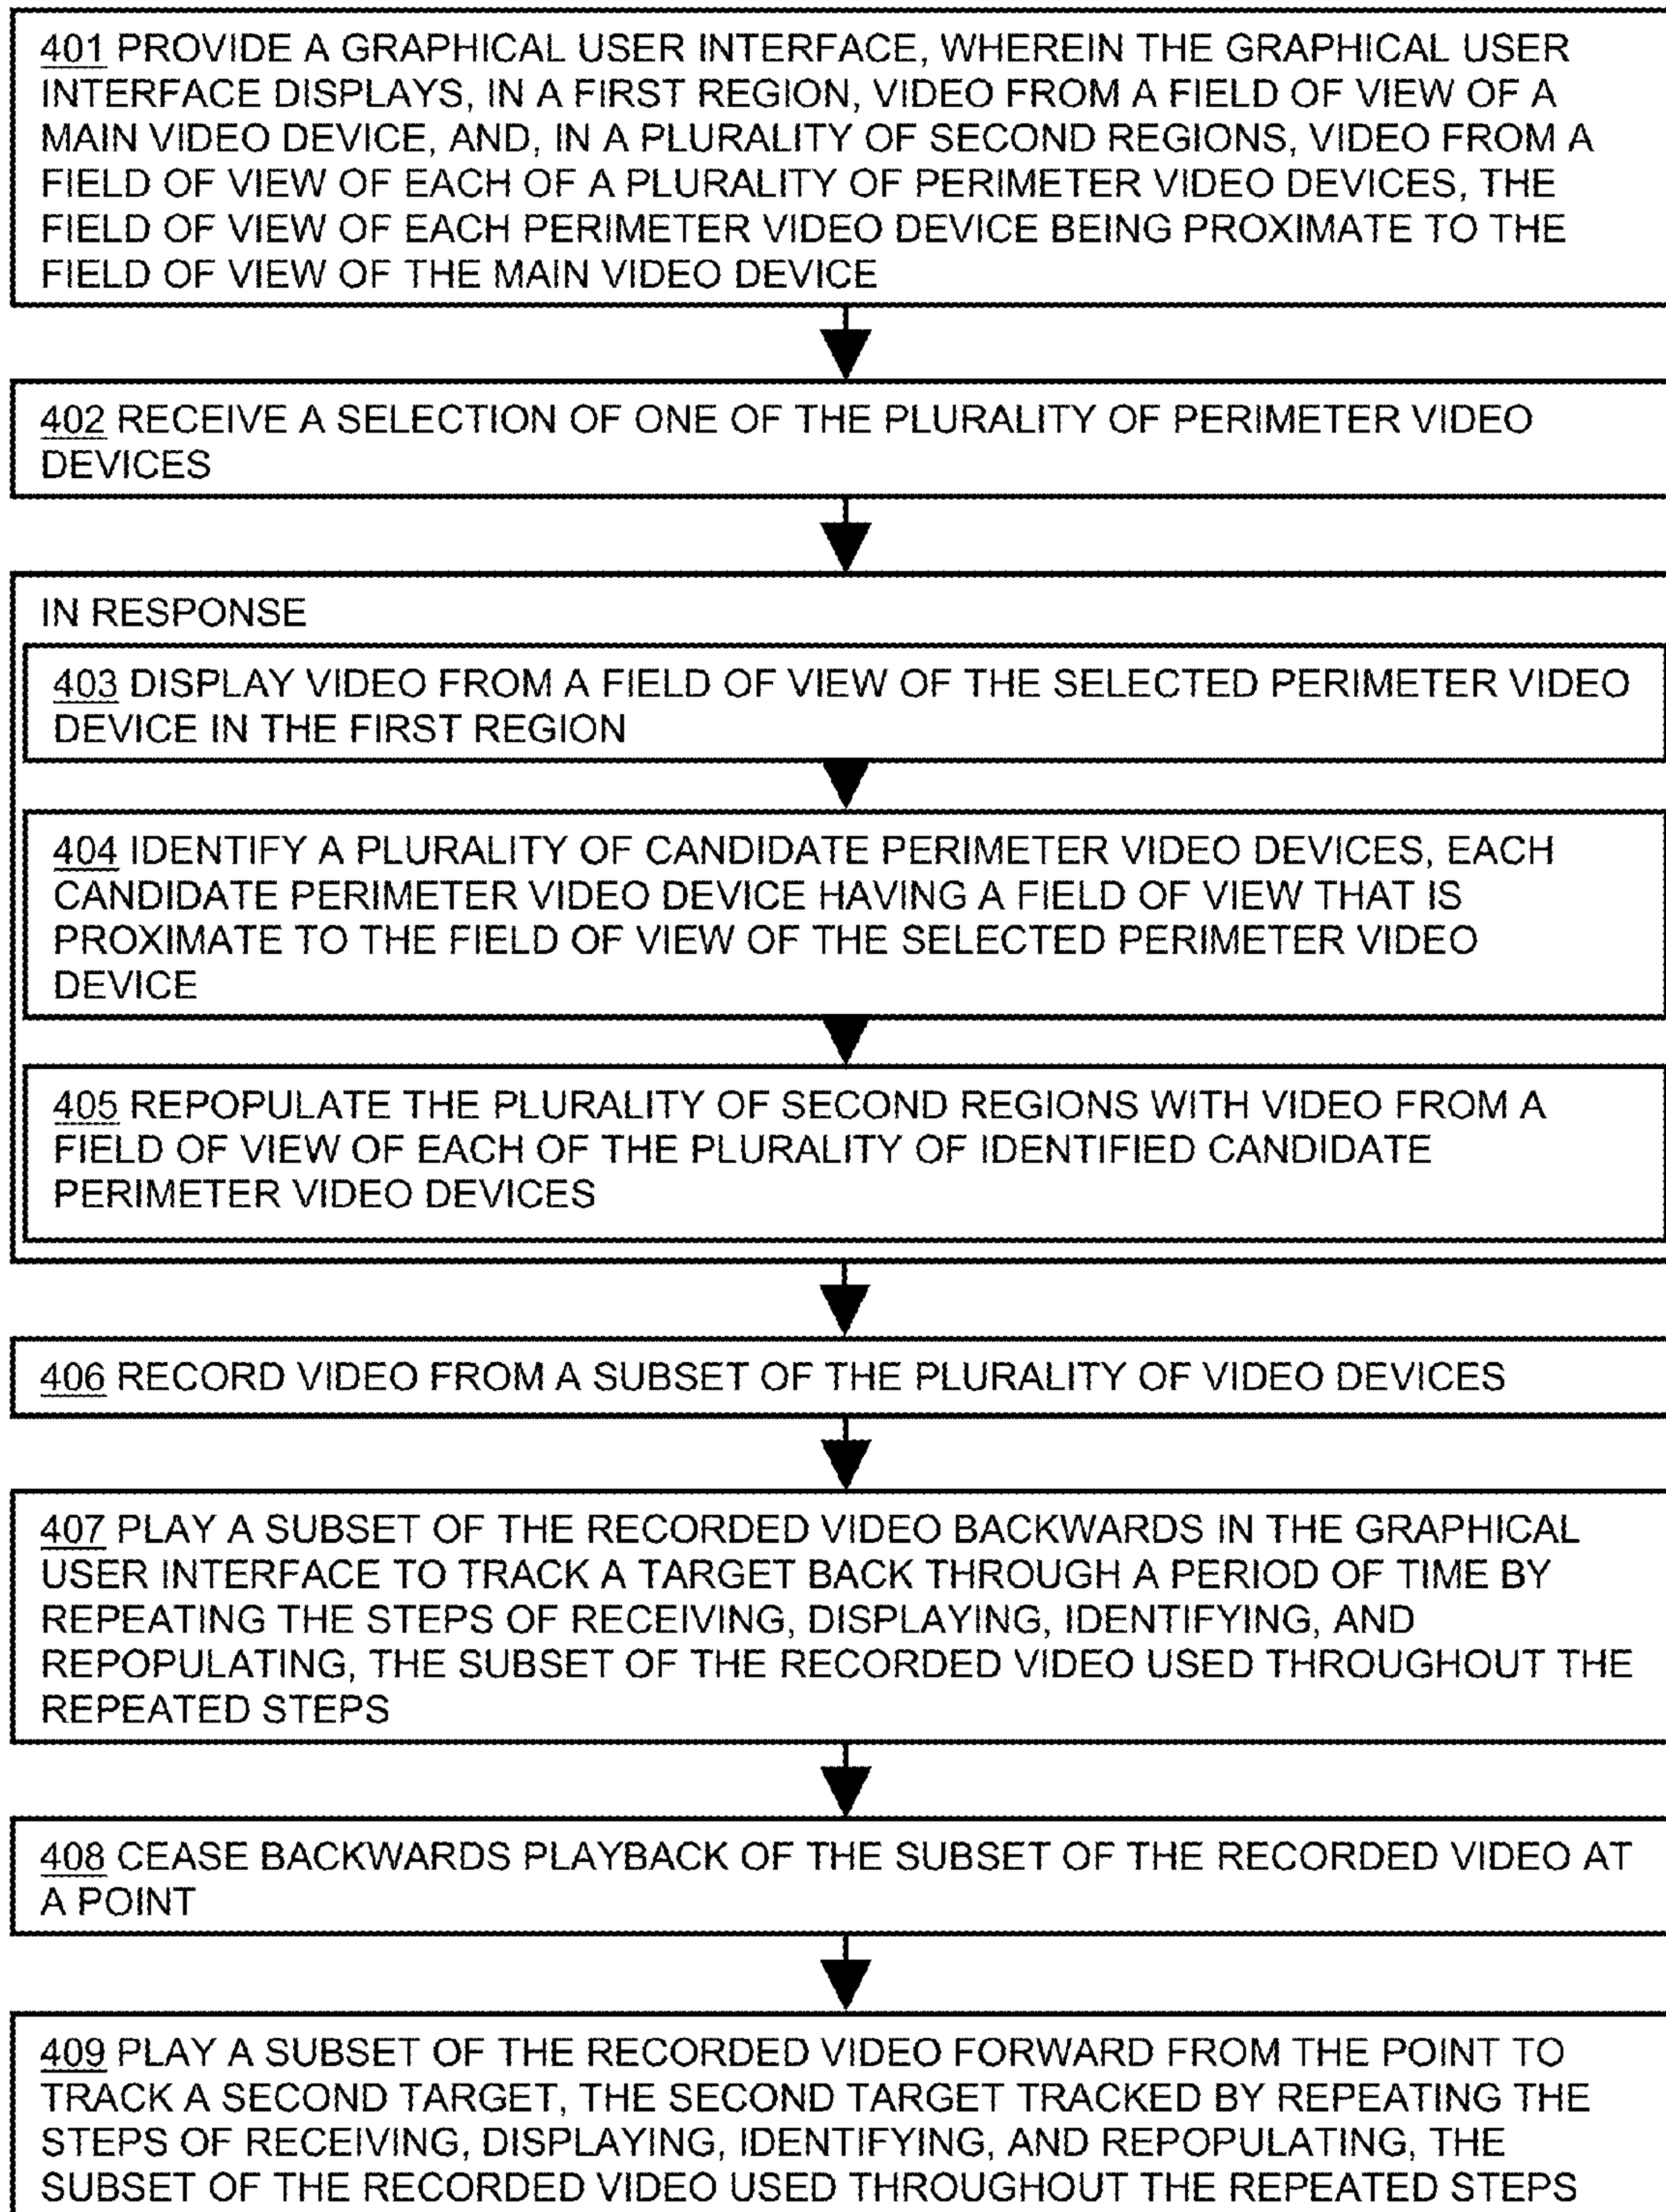 401 PROVIDE A GRAPHICAL USER INTERFACE, WHEREIN THE GRAPHICAL USER
INTERFACE DISPLAYS, IN A FIRST REGION, VIDEO FROM A FIELD OF VIEW OF A
MAIN VIDEO DEVICE, AND, IN A PLURALITY OF SECOND REGIONS, VIDEO FROM A
FIELD OF VIEW OF EACH OF A PLURALITY OF PERIMETER VIDEO DEVICES, THE
FIELD OF VIEW OF EACH PERIMETER VIDEO DEVICE BEING PROXIMATE TO THE
FIELD OF VIEW OF THE MAIN VIDEO DEVICE
402 RECEIVE A SELECTION OF ONE OF THE PLURALITY OF PERIMETER VIDEO
DEVICES
IN RESPONSE
403 DISPLAY VIDEO FROM A FIELD OF VIEW OF THE SELECTED PERIMETER VIDEO
DEVICE IN THE FIRST REGION
404 IDENTIFY A PLURALITY OF CANDIDATE PERIMETER VIDEO DEVICES, EACH
CANDIDATE PERIMETER VIDEO DEVICE HAVING A FIELD OF VIEW THAT IS
PROXIMATE TO THE FIELD OF VIEW OF THE SELECTED PERIMETER VIDEO
DEVICE
405 REPOPULATE THE PLURALITY OF SECOND REGIONS WITH VIDEO FROM A
FIELD OF VIEW OF EACH OF THE PLURALITY OF IDENTIFIED CANDIDATE
PERIMETER VIDEO DEVICES
406 RECORD VIDEO FROM A SUBSET OF THE PLURALITY OF VIDEO DEVICES
407 PLAY A SUBSET OF THE RECORDED VIDEO BACKWARDS IN THE GRAPHICAL
USER INTERFACE TO TRACK A TARGET BACK THROUGH A PERIOD OF TIME BY
REPEATING THE STEPS OF RECEIVING, DISPLAYING, IDENTIFYING, AND
REPOPULATING, THE SUBSET OF THE RECORDED VIDEO USED THROUGHOUT THE
REPEATED STEPS
408 CEASE BACKWARDS PLAYBACK OF THE SUBSET OF THE RECORDED VIDEO AT
A POINT
409 PLAY A SUBSET OF THE RECORDED VIDEO FORWARD FROM THE POINT TO
TRACK A SECOND TARGET, THE SECOND TARGET TRACKED BY REPEATING THE
STEPS OF RECEIVING, DISPLAYING, IDENTIFYING, AND REPOPULATING, THE
SUBSET OF THE RECORDED VIDEO USED THROUGHOUT THE REPEATED STEPS